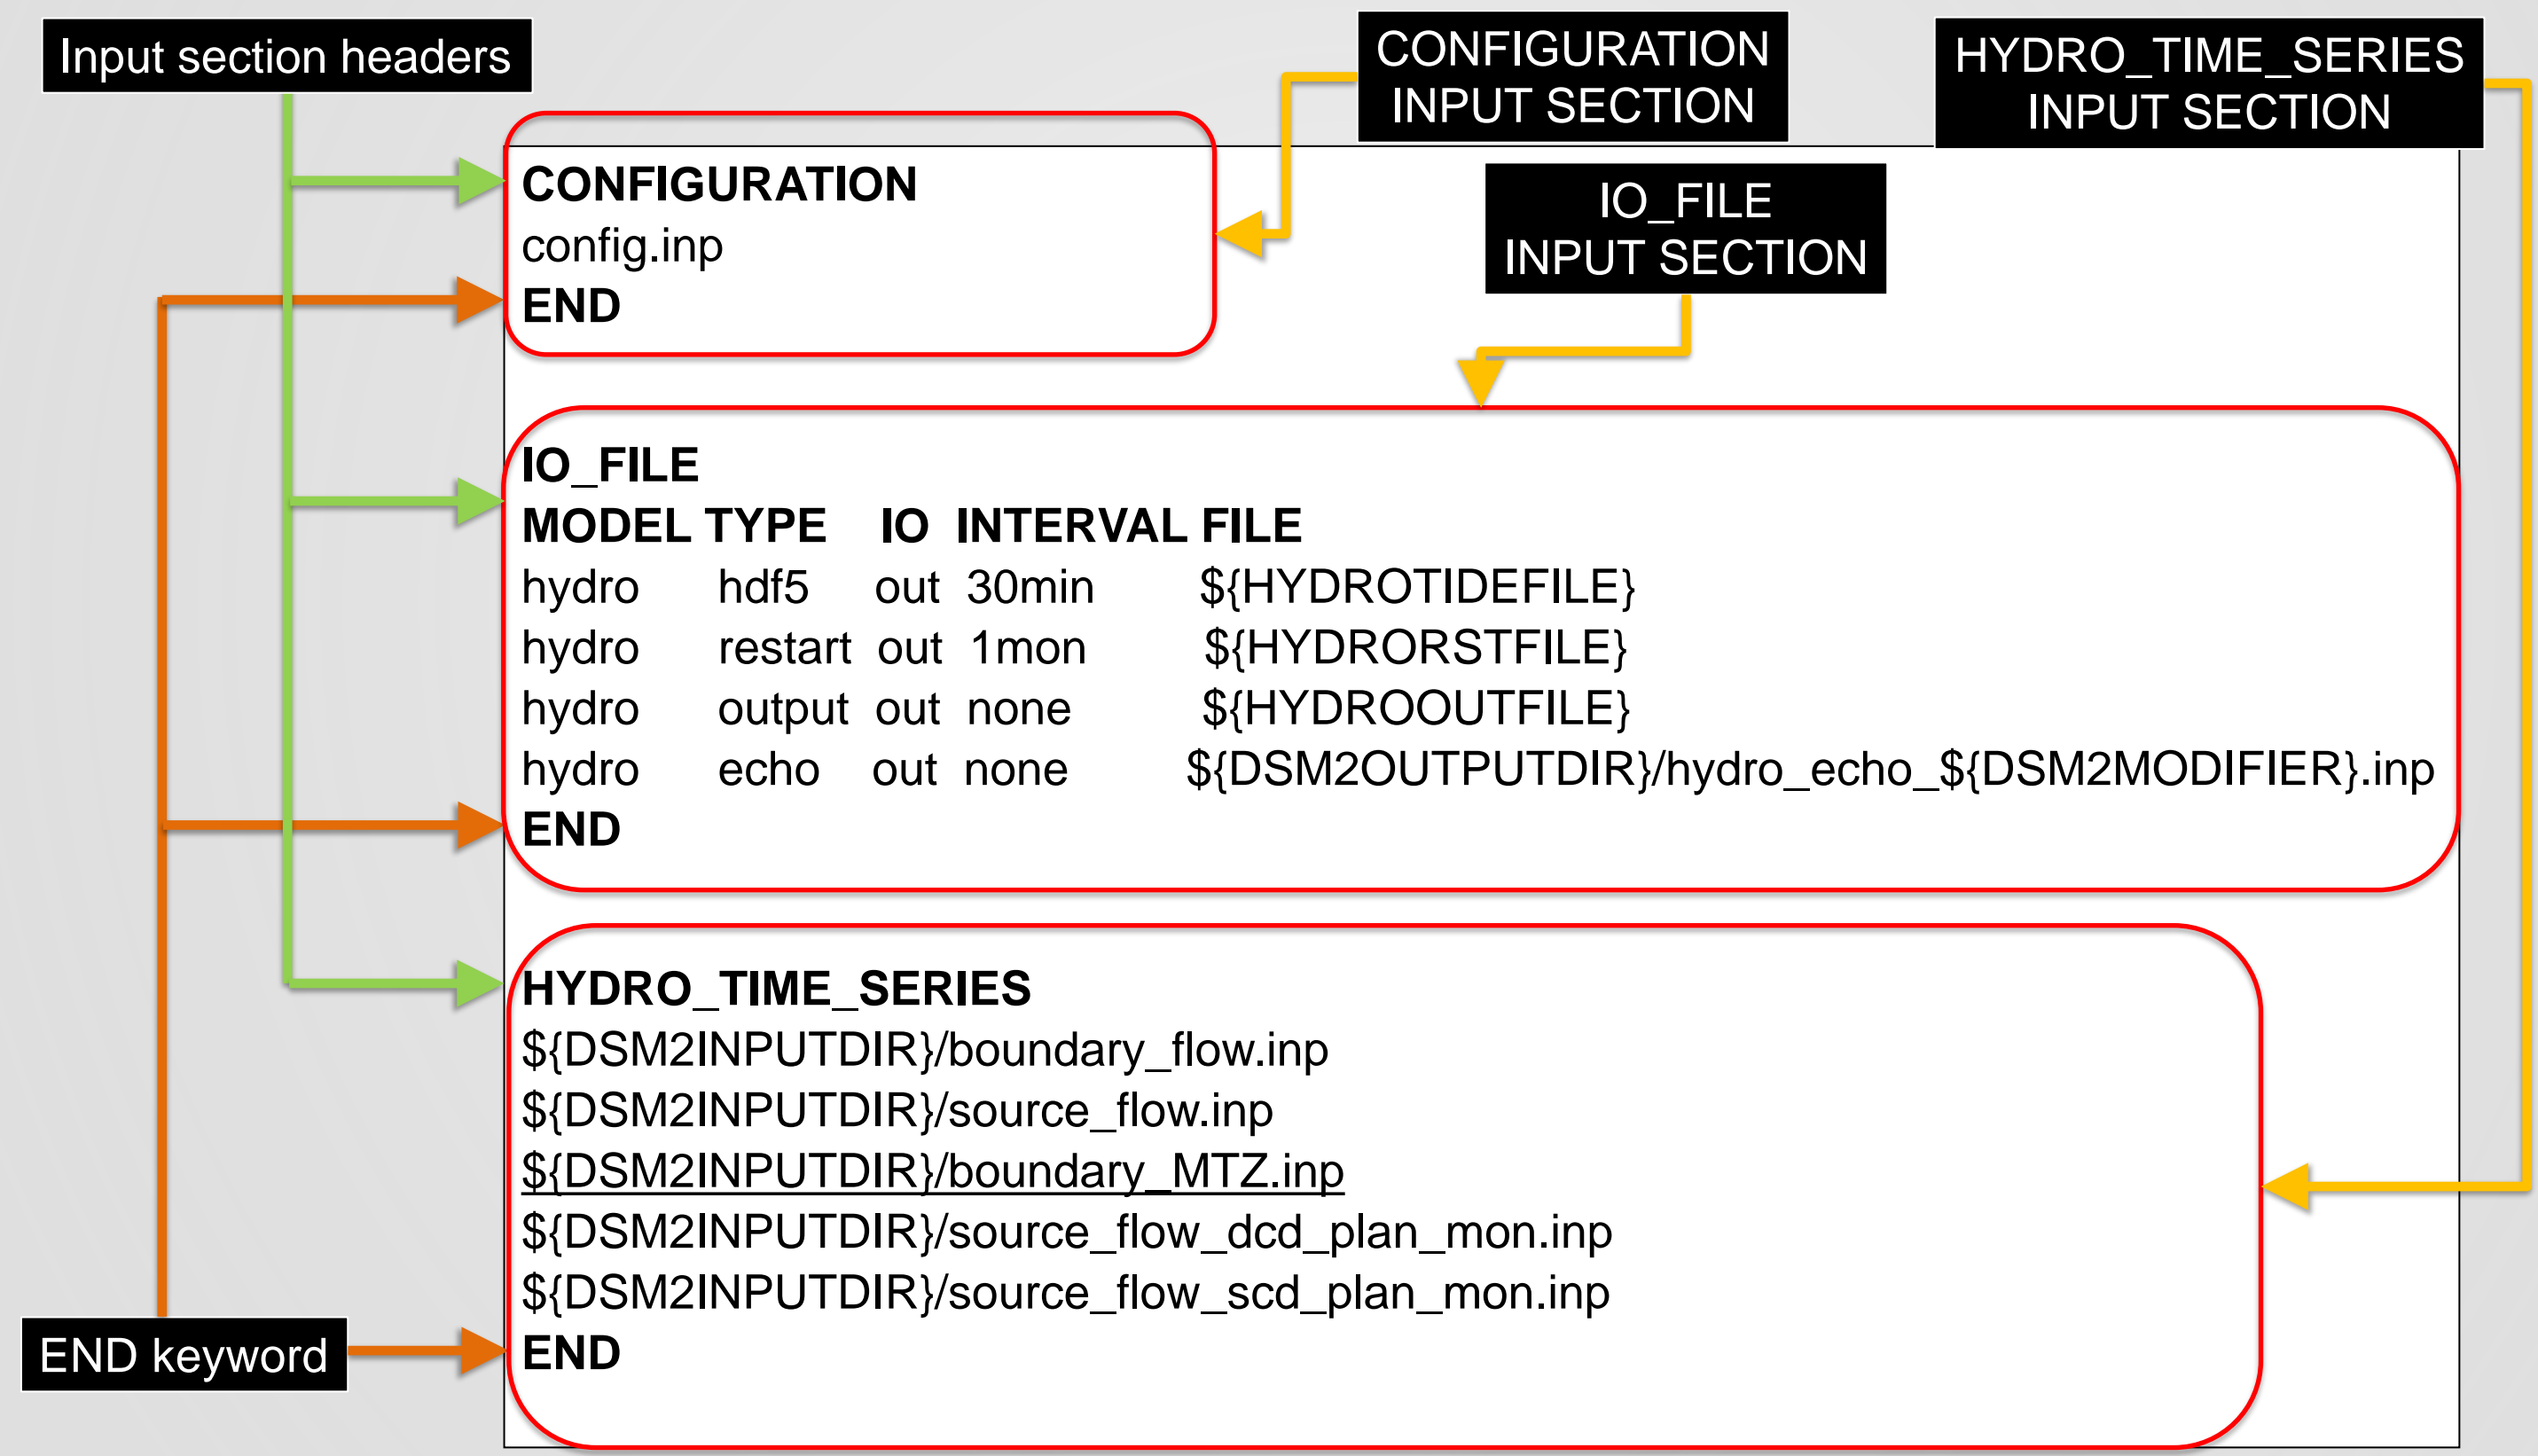 Input section headers
CONFIGURATION
INPUT SECTION
HYDRO_TIME_SERIES
INPUT SECTION
IO_FILE
INPUT SECTION
CONFIGURATION
config.inp
END
IO_FILE
MODEL TYPE IO INTERVAL FILE
hydro hdf5 out 30min ${HYDROTIDEFILE}
hydro restart out 1mon ${HYDRORSTFILE}
hydro output out none ${HYDROOUTFILE}
hydro echo out none ${DSM2OUTPUTDIR}/hydro_echo_${DSM2MODIFIER}.inp
END
HYDRO_TIME_SERIES
${DSM2INPUTDIR}/boundary_flow.inp
${DSM2INPUTDIR}/source_flow.inp
${DSM2INPUTDIR}/boundary_MTZ.inp
${DSM2INPUTDIR}/source_flow_dcd_plan_mon.inp
${DSM2INPUTDIR}/source_flow_scd_plan_mon.inp
END
END keyword